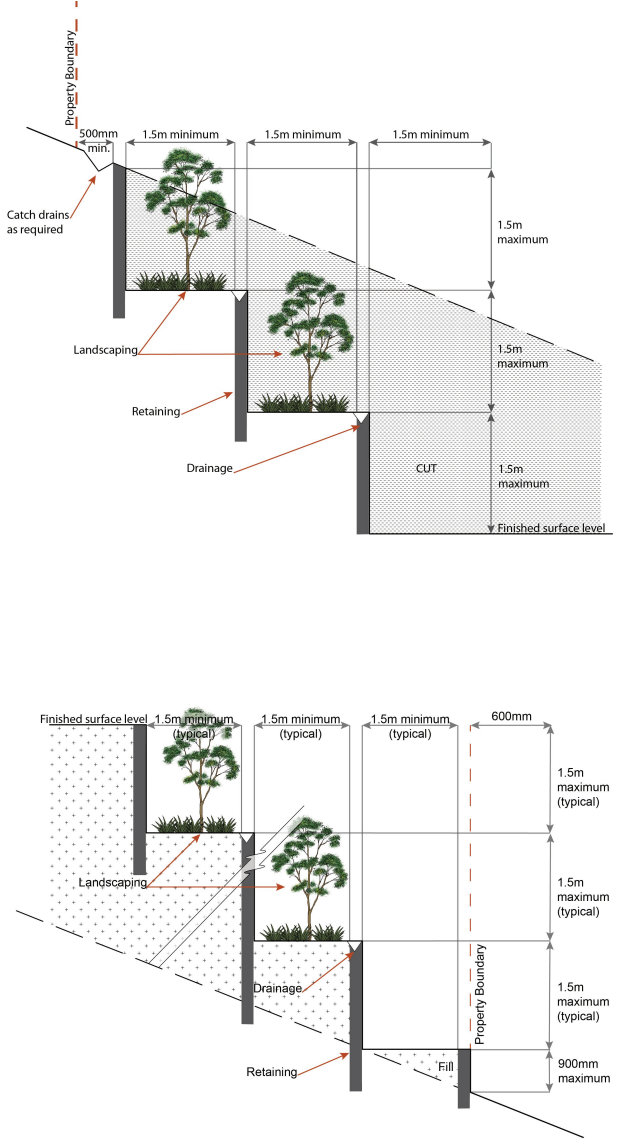 Property Boundary
500mm
min.
1.5m minimum
1.5m minimum
1.5m minimum
Catch drains
as required
1.5m
maximum
Landscaping
1.5m
maximum
Retaining
Drainage
CUT
1.5m
maximum
Finished surface level
Finished surface level
1.5m minimum
(typical)
1.5m minimum
(typical)
1.5m minimum
(typical)
600mm
1.5m
maximum
(typical)
Landscaping
1.5m
maximum
(typical)
Drainage
Property Boundary
1.5m
maximum
(typical)
Retaining
Fill
900mm
maximum